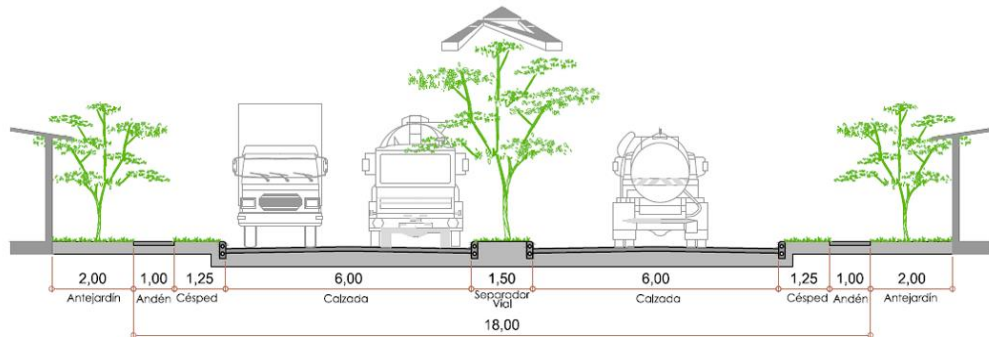 2,00 1,00 1,25 6,00 1,50 6,00 1,25 1,00 2,00
Antejardín Andén Césped Calzada Separador Calzada Césped Andén Antejardín
Vial
18,00